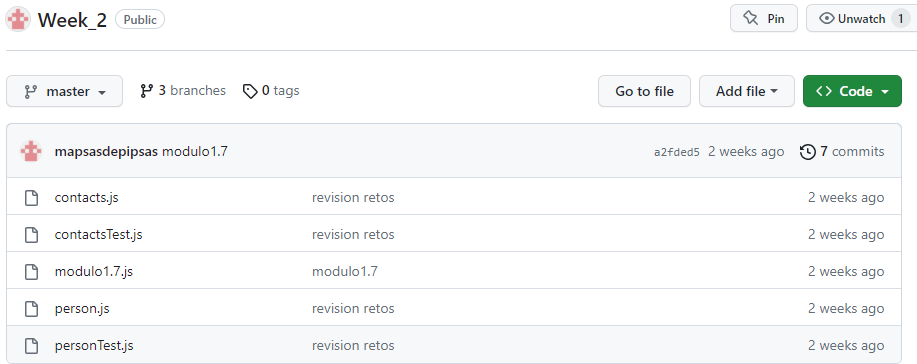 Week_2 Public Pin Unwatch 1
master 3 branches 0 tags Go to file Add file Code
mapsasdepipsas modulo1.7 a2fded5 2 weeks ago 7 commits
contacts.js revision retos 2 weeks ago
contactsTest.js revision retos 2 weeks ago
modulo1.7.js modulo1.7 2 weeks ago
person.js revision retos 2 weeks ago
personTest.js revision retos 2 weeks ago